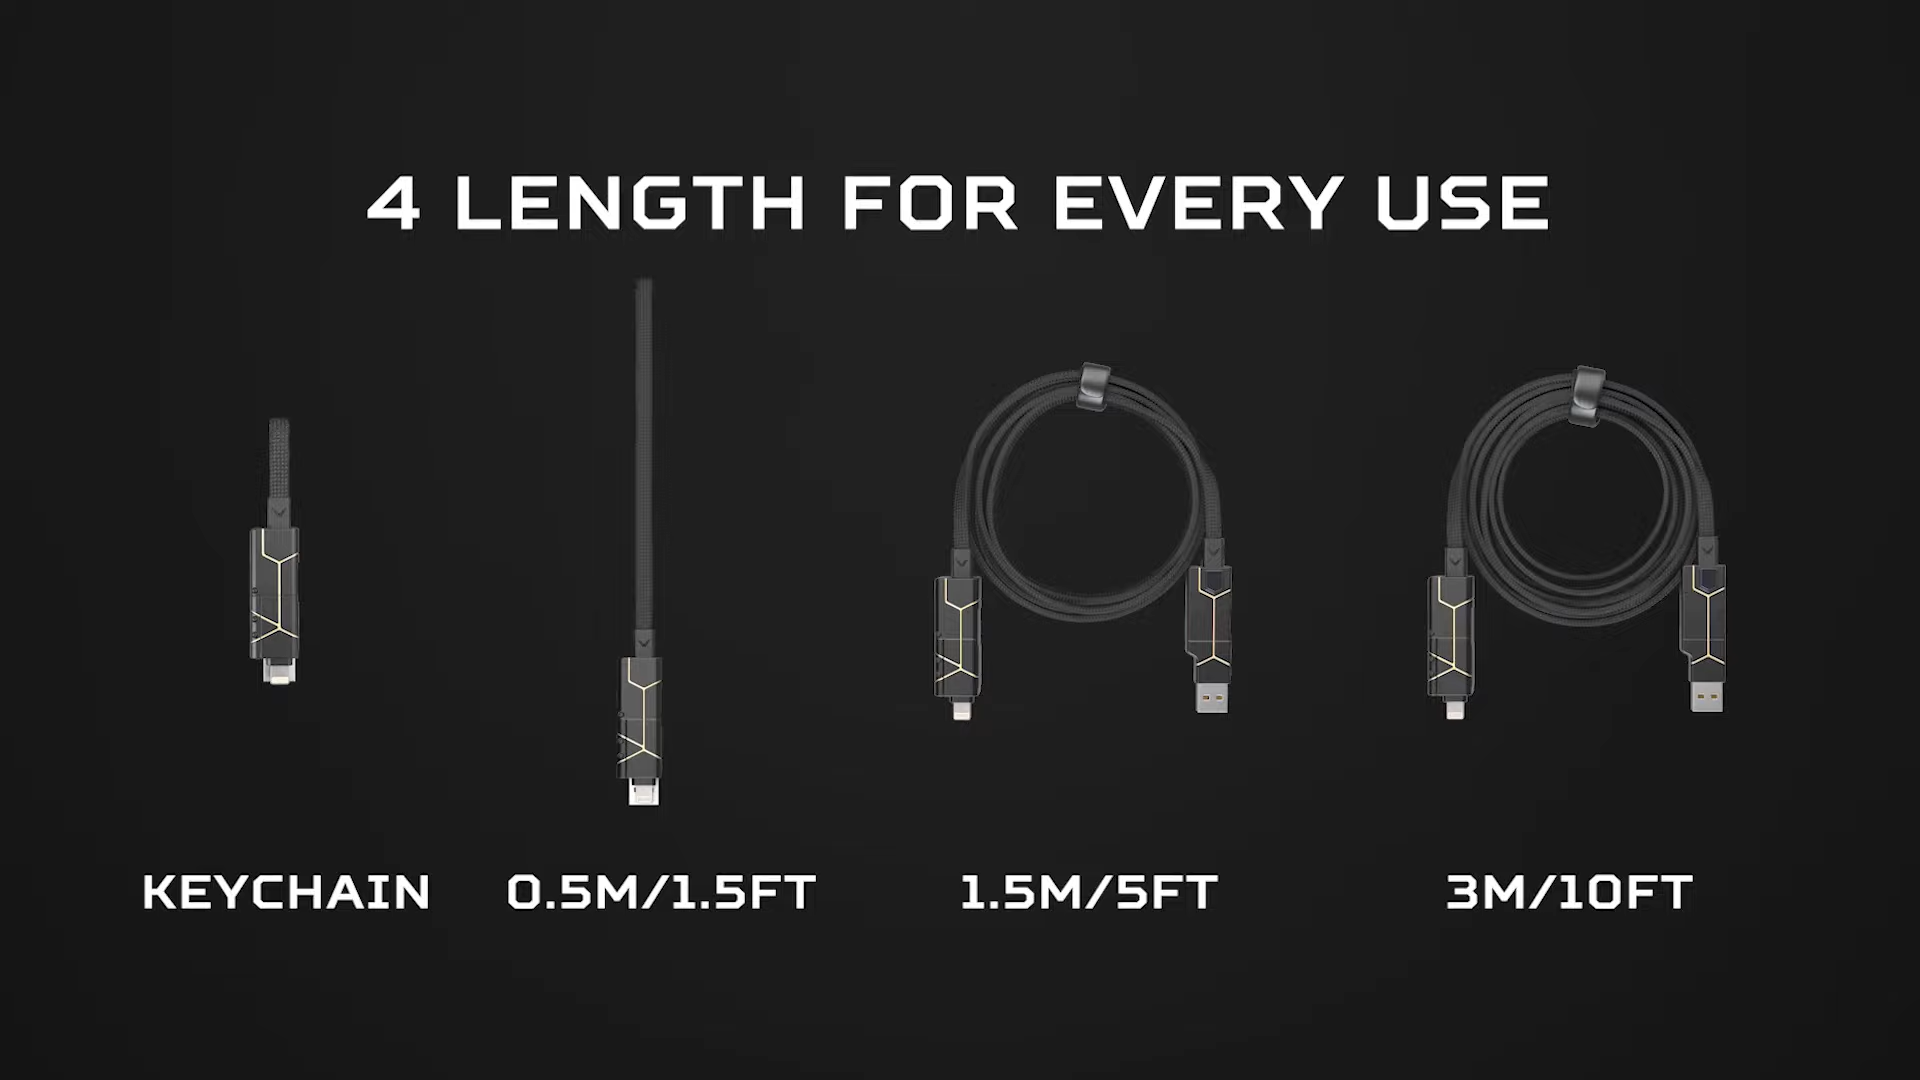 4 LENGTH FOR EVERY USE
KEYCHAIN
0.5M/1.5FT
1.5M/5FT
3M/10FT